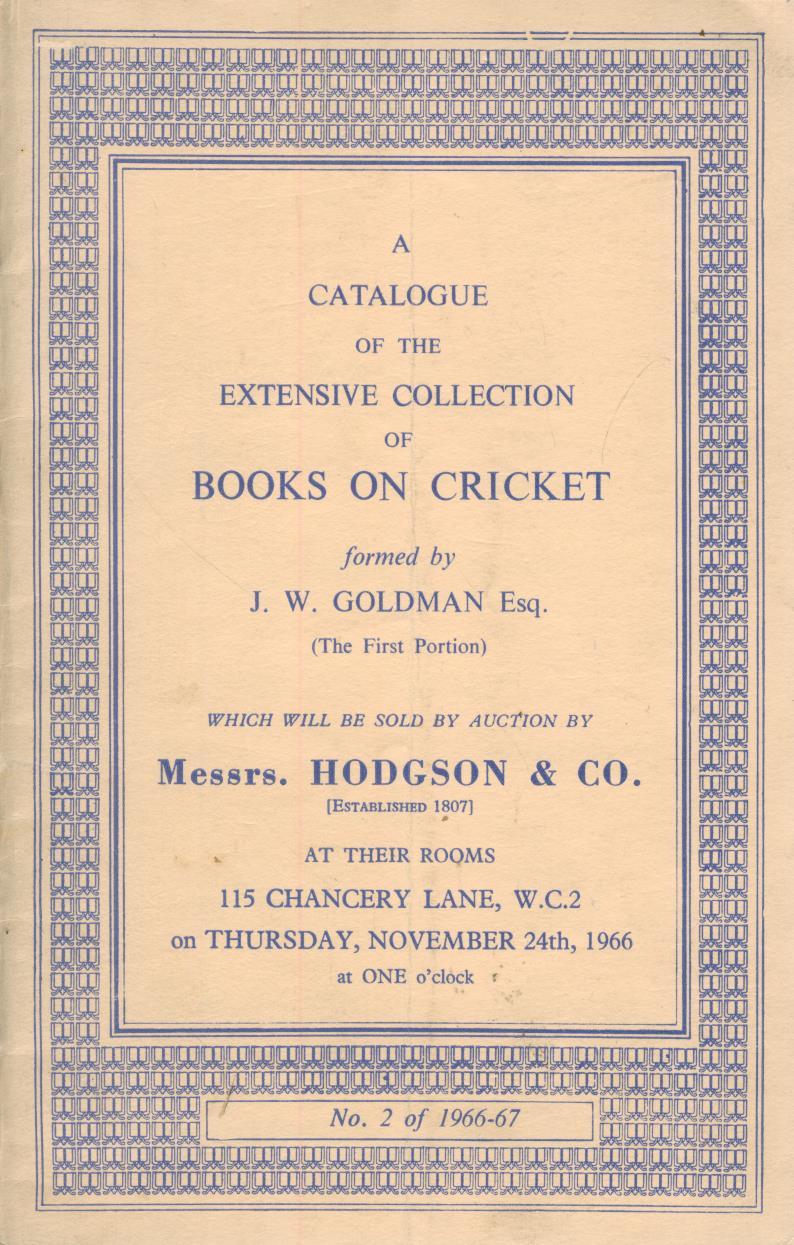 A
CATALOGUE
OF THE
EXTENSIVE COLLECTION
OF
BOOKS ON CRICKET
formed by
J. W. GOLDMAN Esq.
(The First Portion)
WHICH WILL BE SOLD BY AUCTION BY
Messrs. HODGSON & CO.
[ESTABLISHED 1807]
AT THEIR ROOMS
115 CHANCERY LANE, W.C.2
on THURSDAY, NOVEMBER 24th, 1966
at ONE o'clock
No. 2 of 1966-67